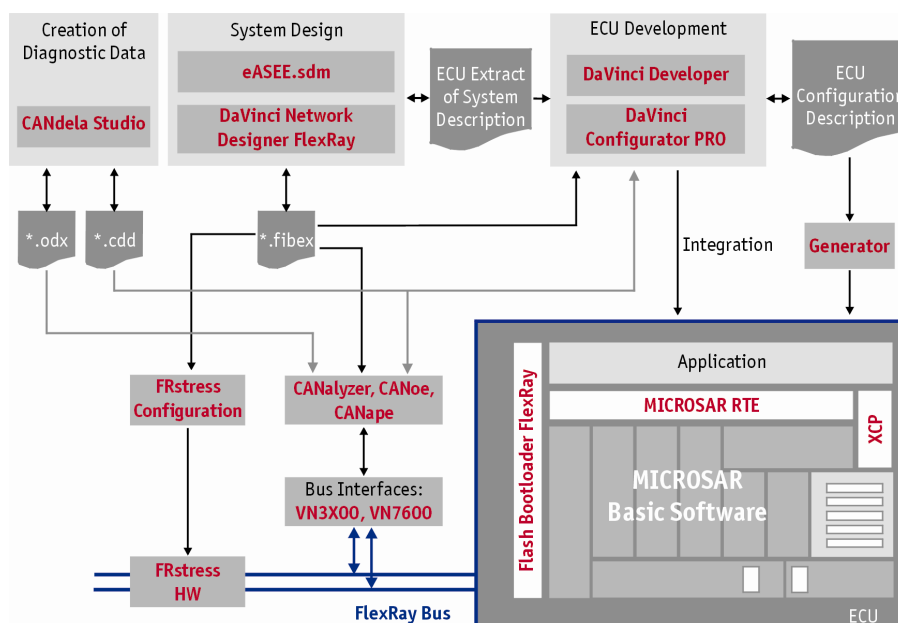 Creation of
Diagnostic Data
CANdela Studio
System Design
eASEE.sdm
DaVinci Network
Designer FlexRay
ECU Extract
of System
Description
ECU Development
DaVinci Developer
DaVinci
Configurator PRO
ECU
Configuration
Description
*.odx
*.cdd
*.fibex
Integration
Generator
FRstress
Configuration
CANalyzer, CANoe,
CANape
Bus Interfaces:
VN3X00, VN7600
FRstress
HW
FlexRay Bus
Flash Bootloader FlexRay
Application
MICROSAR RTE
XCP
MICROSAR
Basic Software
ECU